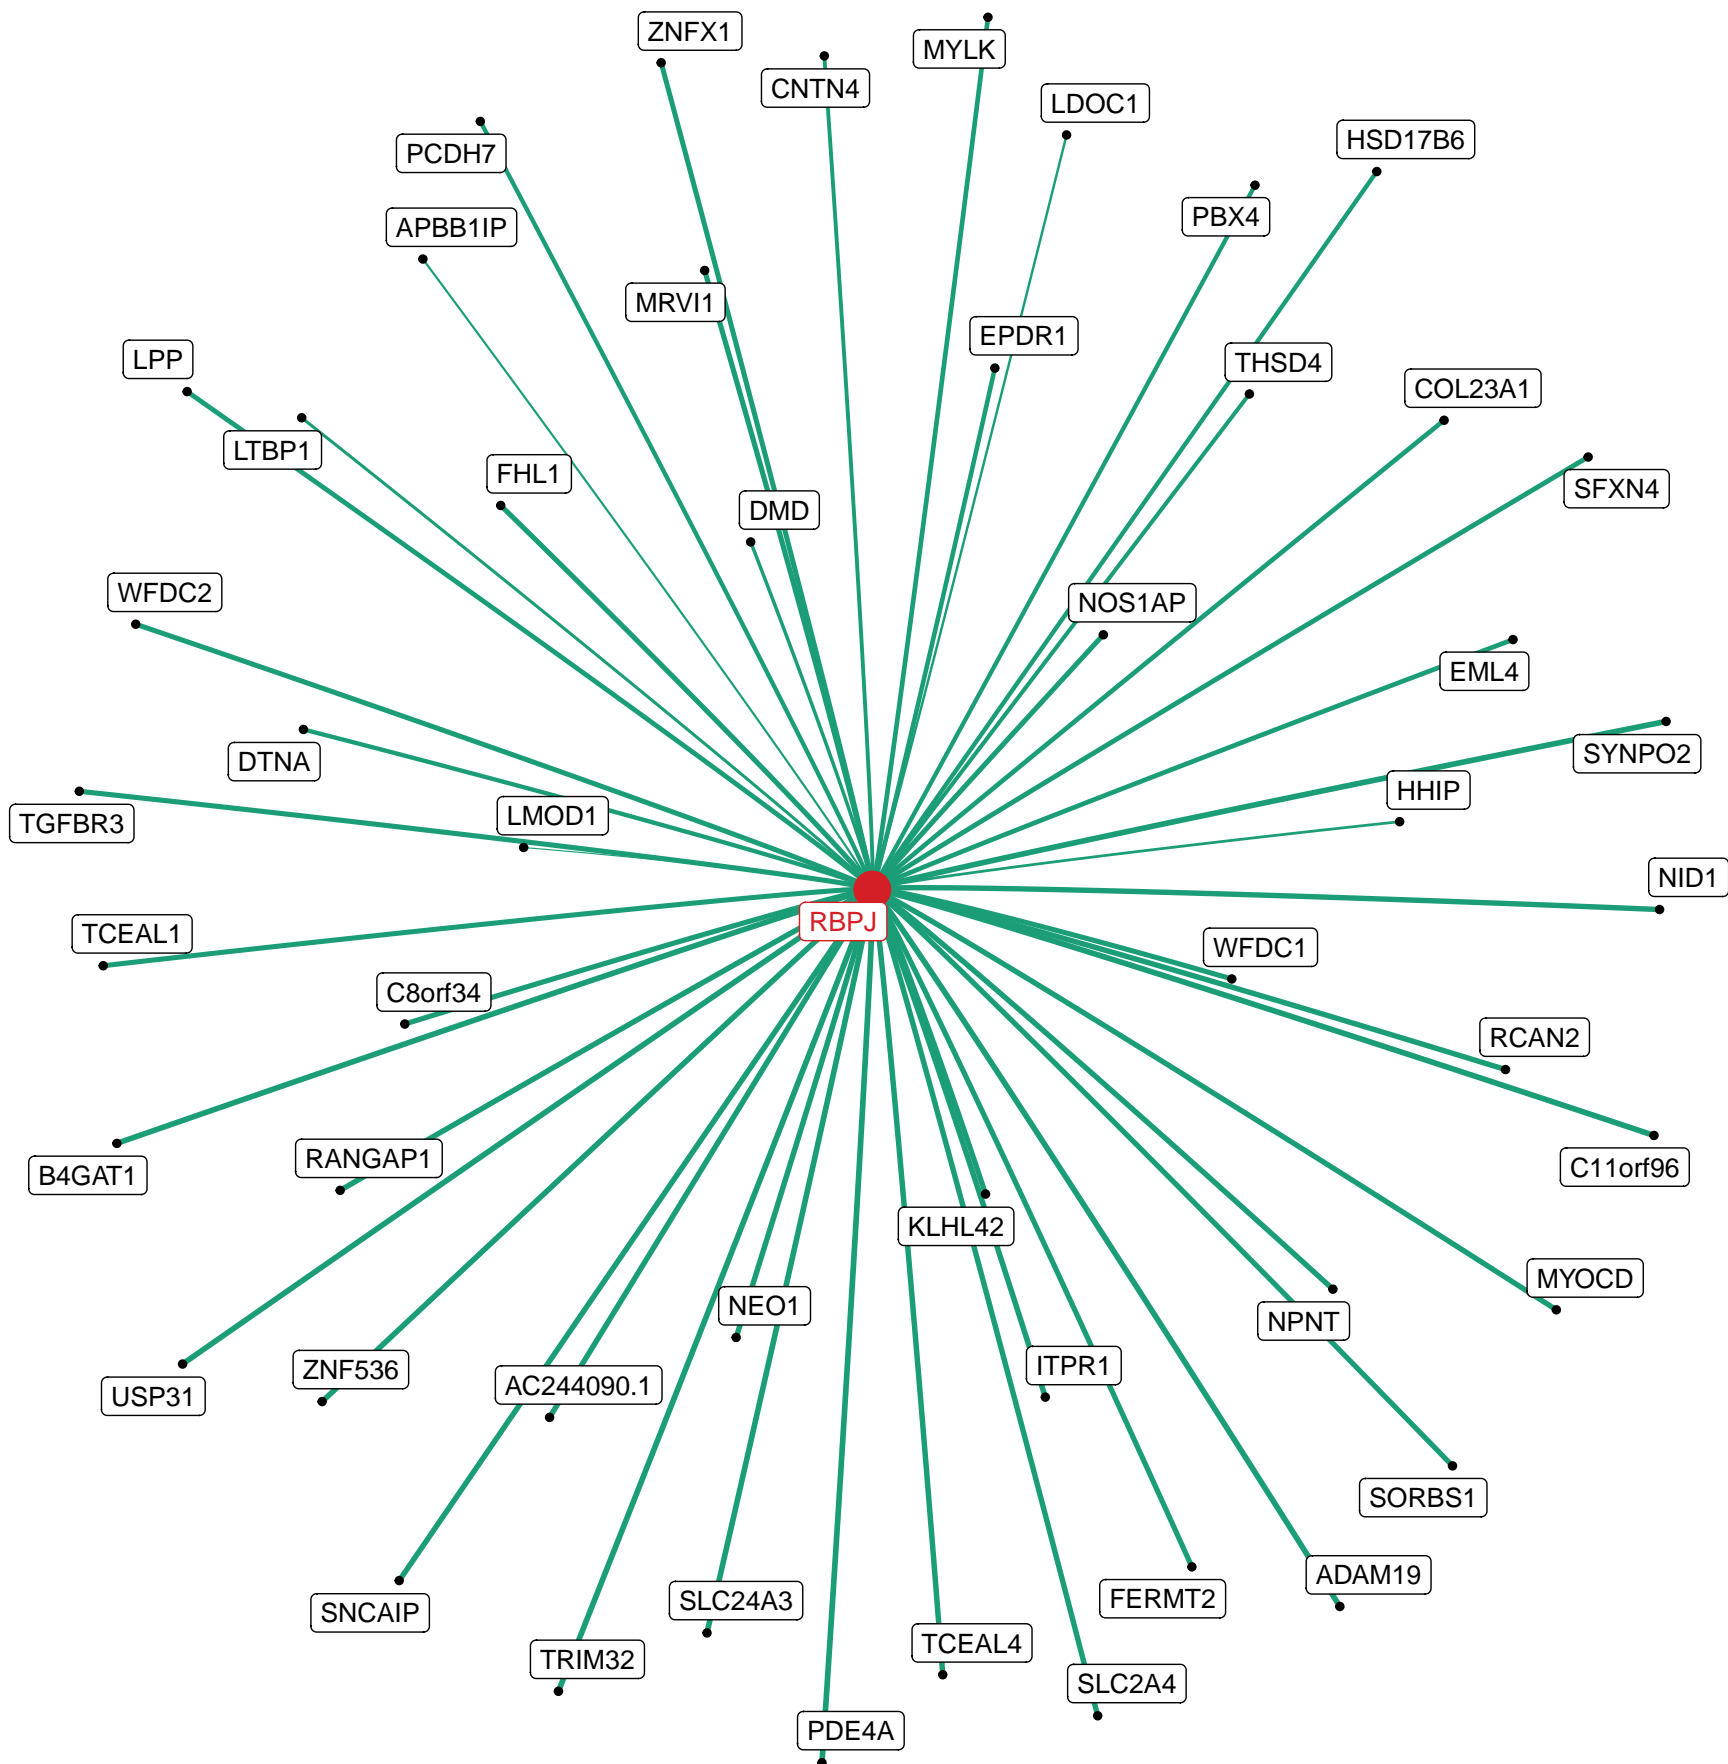 ZNFX1
MYLK
CNTN4
LDOC1
HSD17B6
PCDH7
PBX4
APBB1IP
MRVI1
EPDR1
LPP
THSD4
COL23A1
LTBP1
FHL1
SFXN4
DMD
WFDC2
NOS1AP
EML4
SYNPO2
DTNA
HHIP
LMOD1
TGFBR3
NID1
RBPJ
TCEAL1
WFDC1
C8orf34
RCAN2
RANGAP1
C11orf96
B4GAT1
KLHL42
MYOCD
NEO1
NPNT
ITPR1
ZNF536
AC244090.1
USP31
SORBS1
ADAM19
FERMT2
SLC24A3
SNCAIP
TCEAL4
TRIM32
SLC2A4
PDE4A